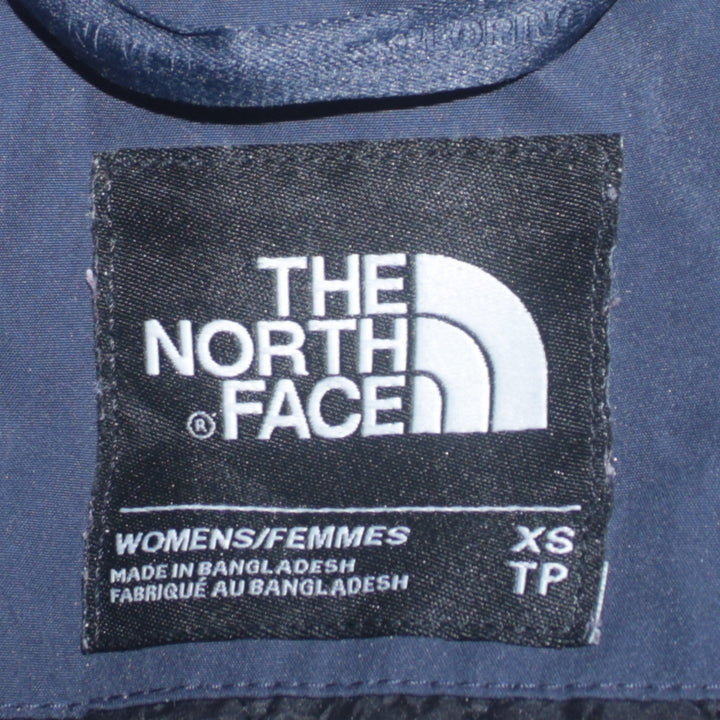 THE
NORTH
® FACE
WOMENS/FEMMES XS
MADE IN BANGLADESH TP
FABRIQUÉ AU BANGLADESH